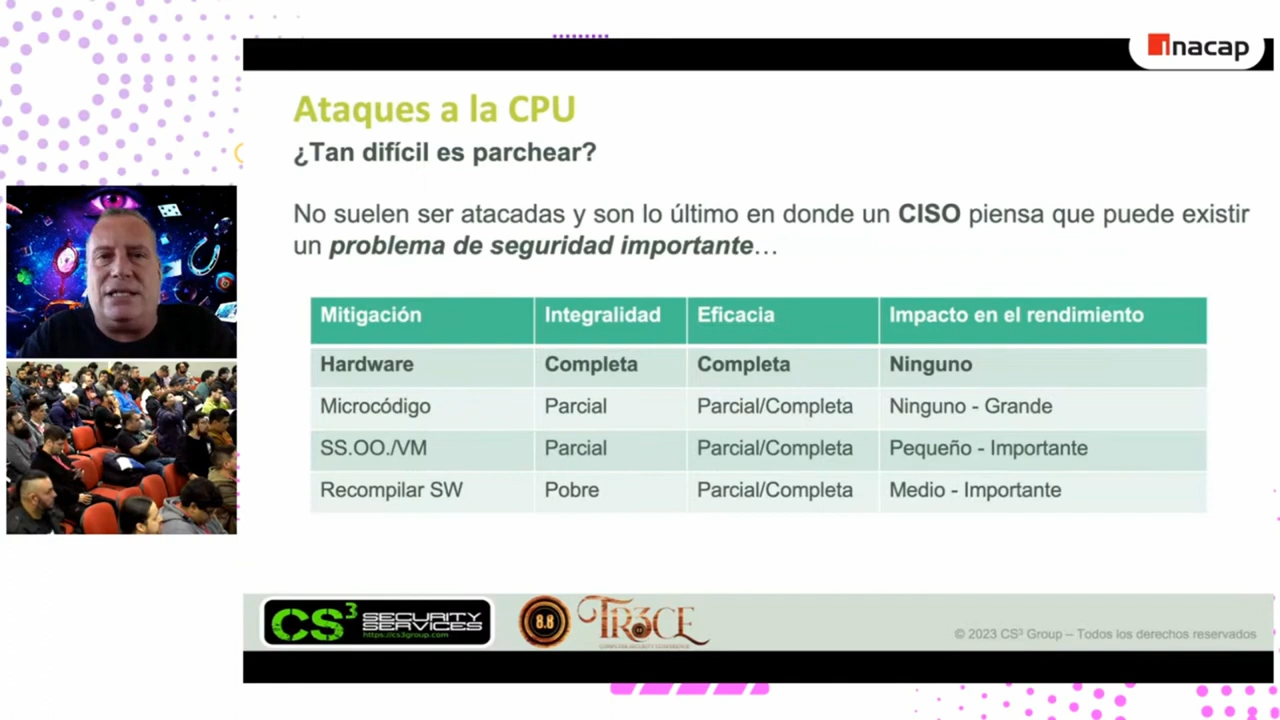 ınacap
Ataques a la CPU
¿Tan difícil es parchear?
No suelen ser atacadas y son lo último en donde un CISO piensa que puede existir
un problema de seguridad importante…
Mitigación Integralidad Eficacia Impacto en el rendimiento
Hardware Completa Completa Ninguno
Microcódigo Parcial Parcial/Completa Ninguno - Grande
SS.OO./VM Parcial Parcial/Completa Pequeño - Importante
Recompilar SW Pobre Parcial/Completa Medio - Importante
CS³ SECURITY SERVICES
https://cs3group.com
8.8
TR3CE
© 2023 CS³ Group – Todos los derechos reservados